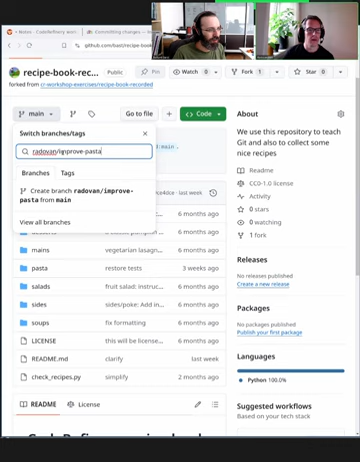 Notes - CodeRefinery
Committing changes
github.com/bast/recipe-book
recipe-book-rec...
Public
Pin
Watch 0
Fork 1
Star 0
forked from cr-workshop-exercises/recipe-book-recorded
main
Go to file
Code
About
Switch branches/tags
radovan/improve-pasta
Branches Tags
Create branch radovan/improve-
pasta from main
View all branches
We use this repository to teach
Git and also to collect some
nice recipes
Readme
CC0-1.0 license
Activity
0 stars
0 watching
1 fork
main.
last week
6 months ago
6 months ago
mains vegetarian lasagn... 6 months ago
pasta restore tests 3 weeks ago
salads fruit salad: instruc... 6 months ago
sides sides/poke: Add in... 6 months ago
soups fix formatting 6 months ago
LICENSE this will be license... 6 months ago
README.md clarify last week
check_recipes.py simplify 2 months ago
Releases
No releases published
Create a new release
Packages
No packages published
Publish your first package
Languages
Python 100.0%
Suggested workflows
Based on your tech stack
README License